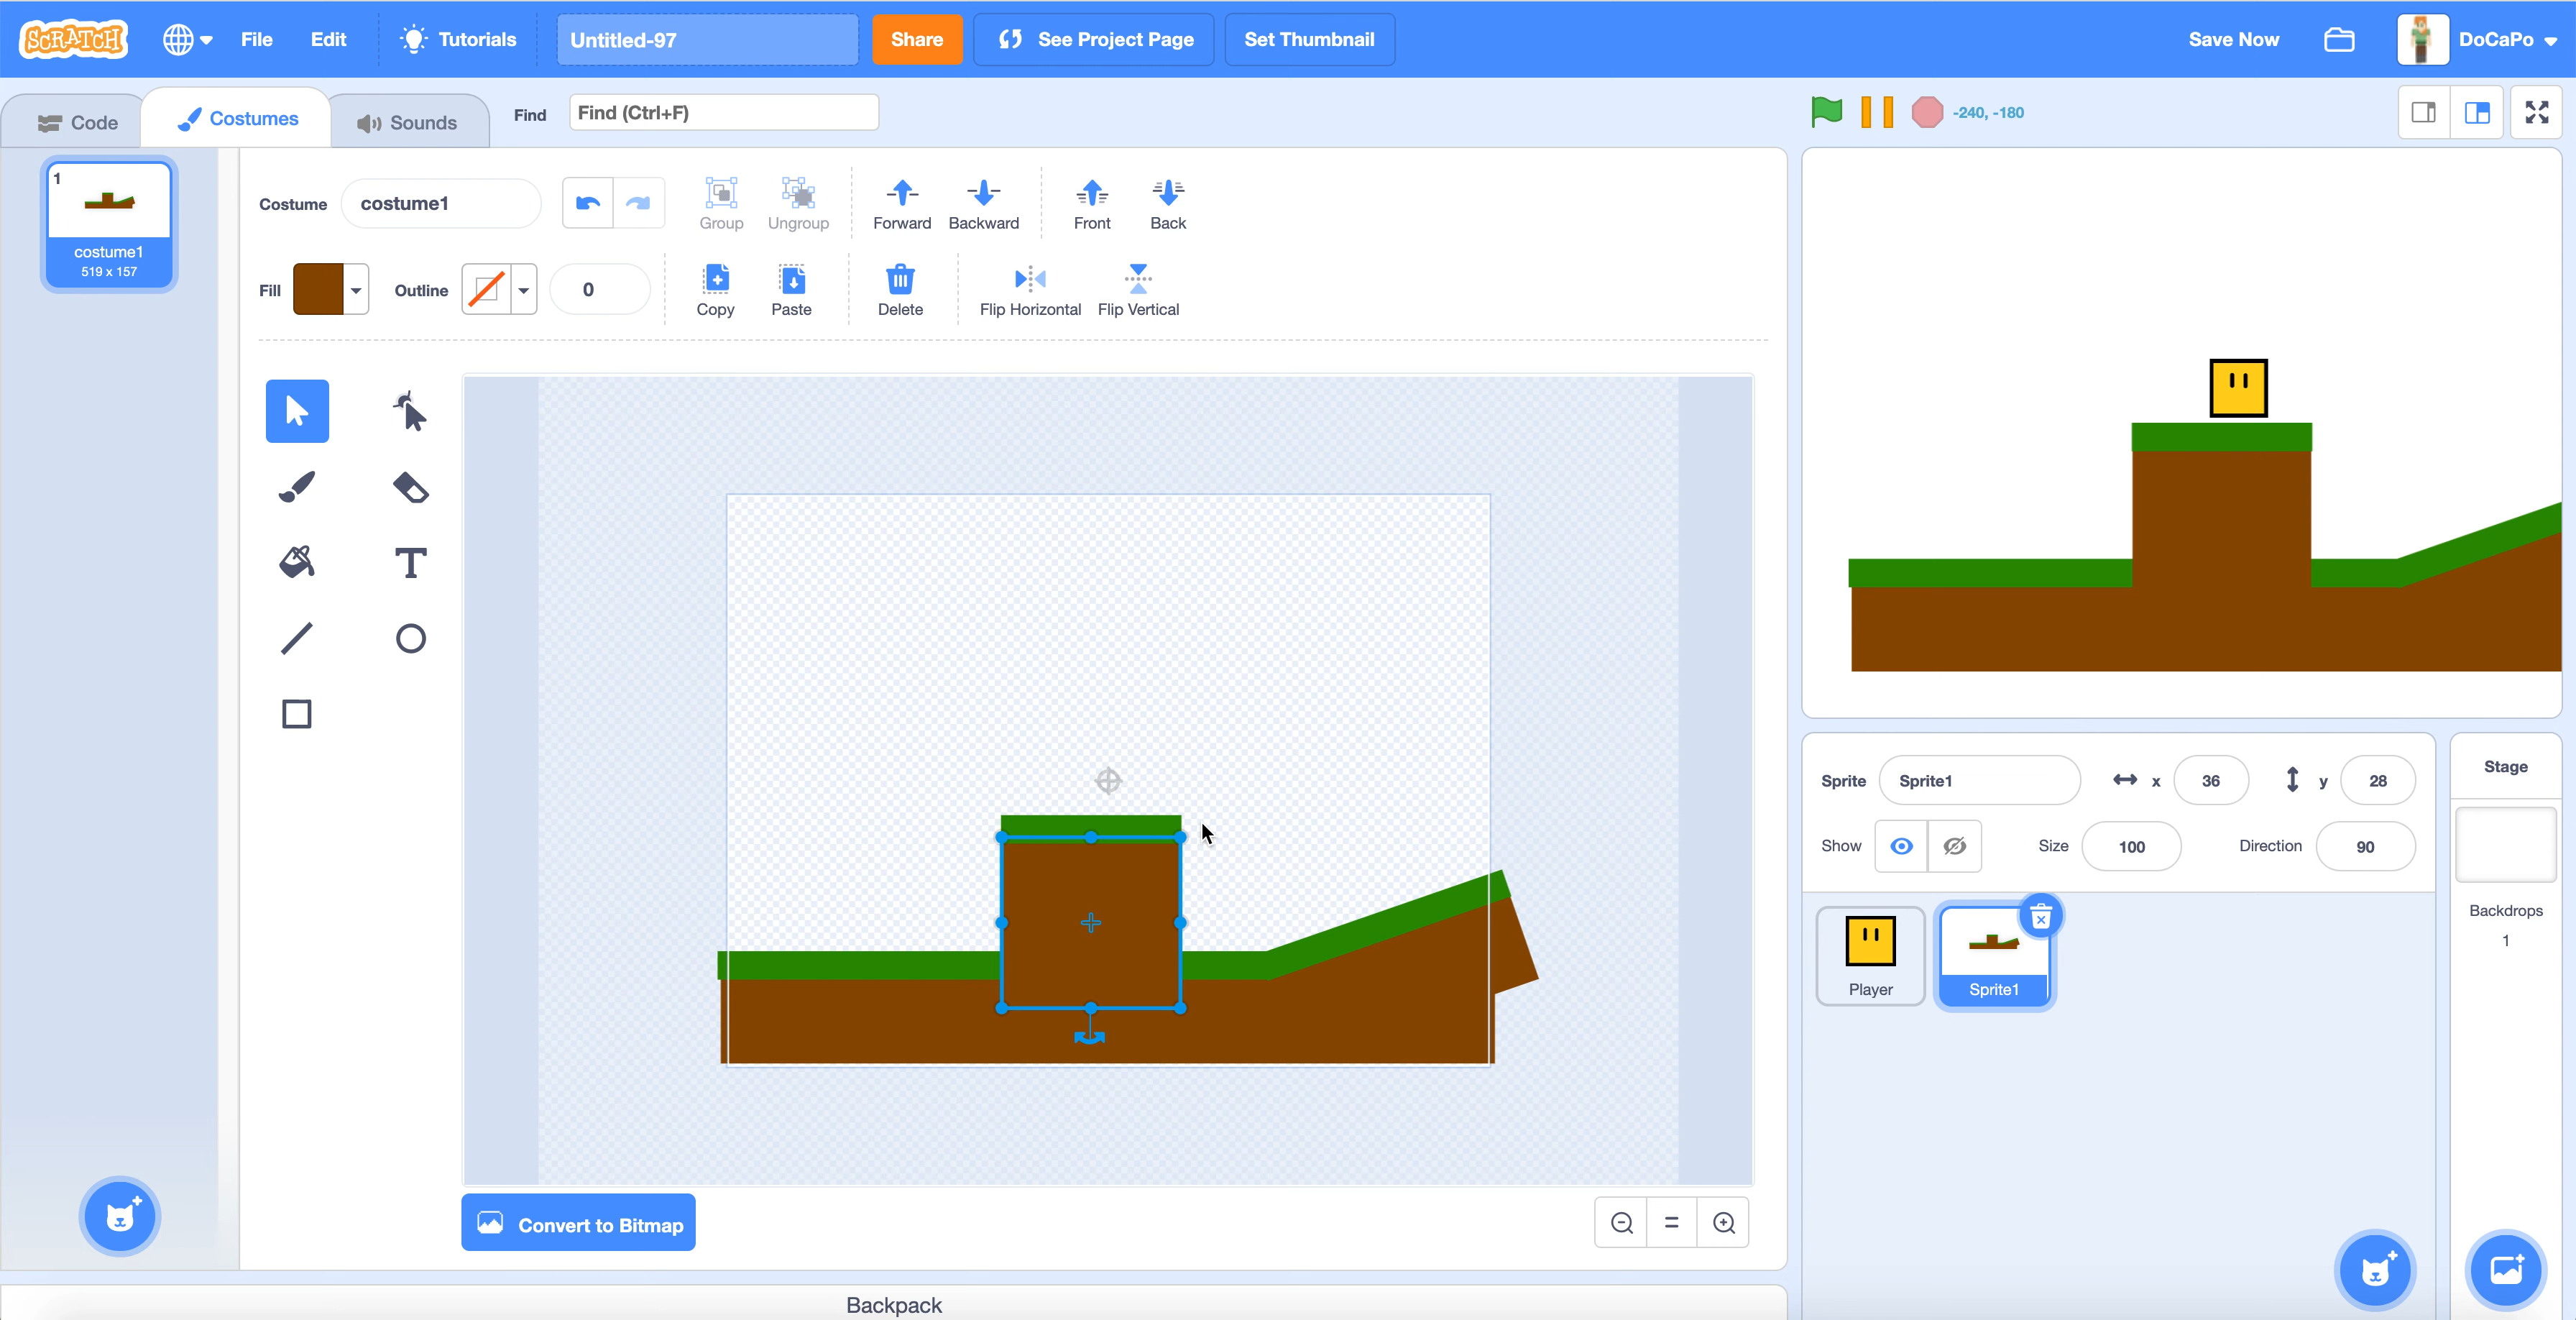 SCRATCH File Edit Tutorials Untitled-97 Share See Project Page Set Thumbnail Save Now DoCaPo
Code Costumes Sounds Find Find (Ctrl+F) -240, -180
1
costume1
519 x 157
Costume costume1 Group Ungroup Forward Backward Front Back
Fill Outline 0 Copy Paste Delete Flip Horizontal Flip Vertical
T
Convert to Bitmap
Backpack
Sprite Sprite1 x 36 y 28
Show Size 100 Direction 90
Player Sprite1
Stage
Backdrops
1